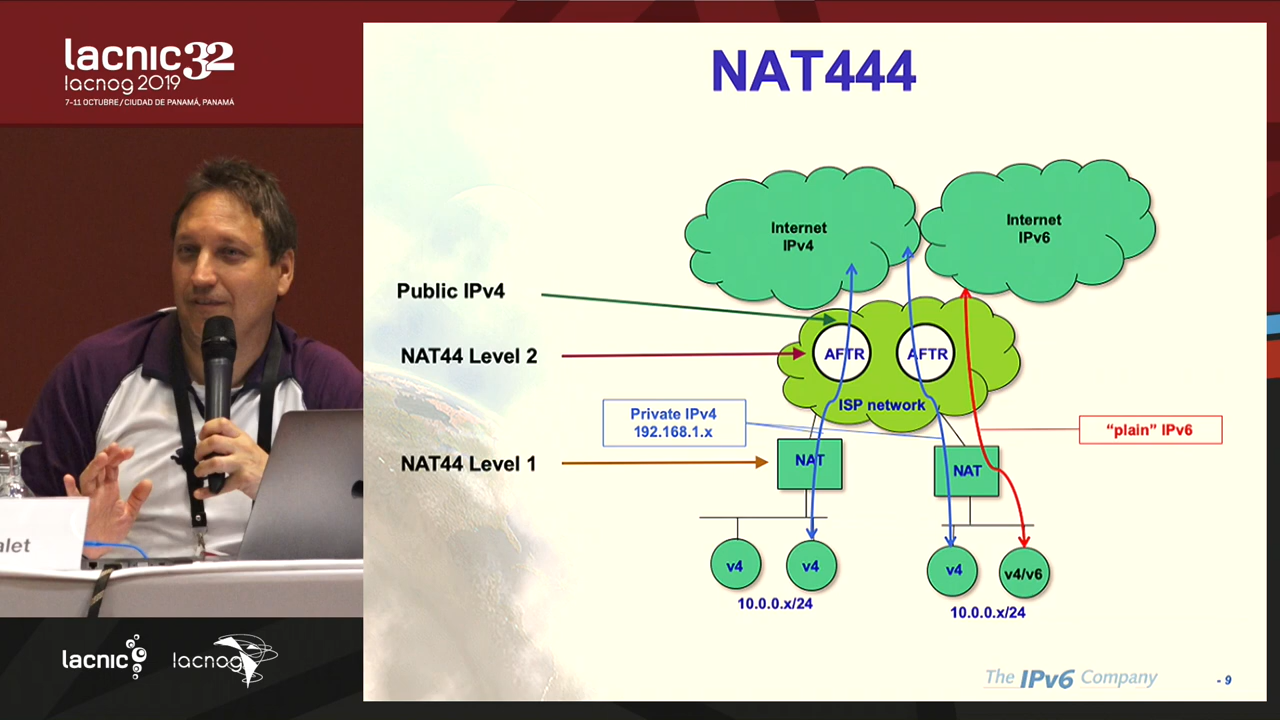 lacnic32
lacnog 2019
7-11 OCTUBRE / CIUDAD DE PANAMÁ, PANAMÁ
NAT444
Internet
IPv4
Internet
IPv6
Public IPv4
NAT44 Level 2
AFTR
AFTR
ISP network
Private IPv4
192.168.1.x
"plain" IPv6
NAT44 Level 1
NAT
NAT
v4
v4
v4
v4/v6
10.0.0.x/24
10.0.0.x/24
alet
lacnic
lacnog
The IPv6 Company
- 9